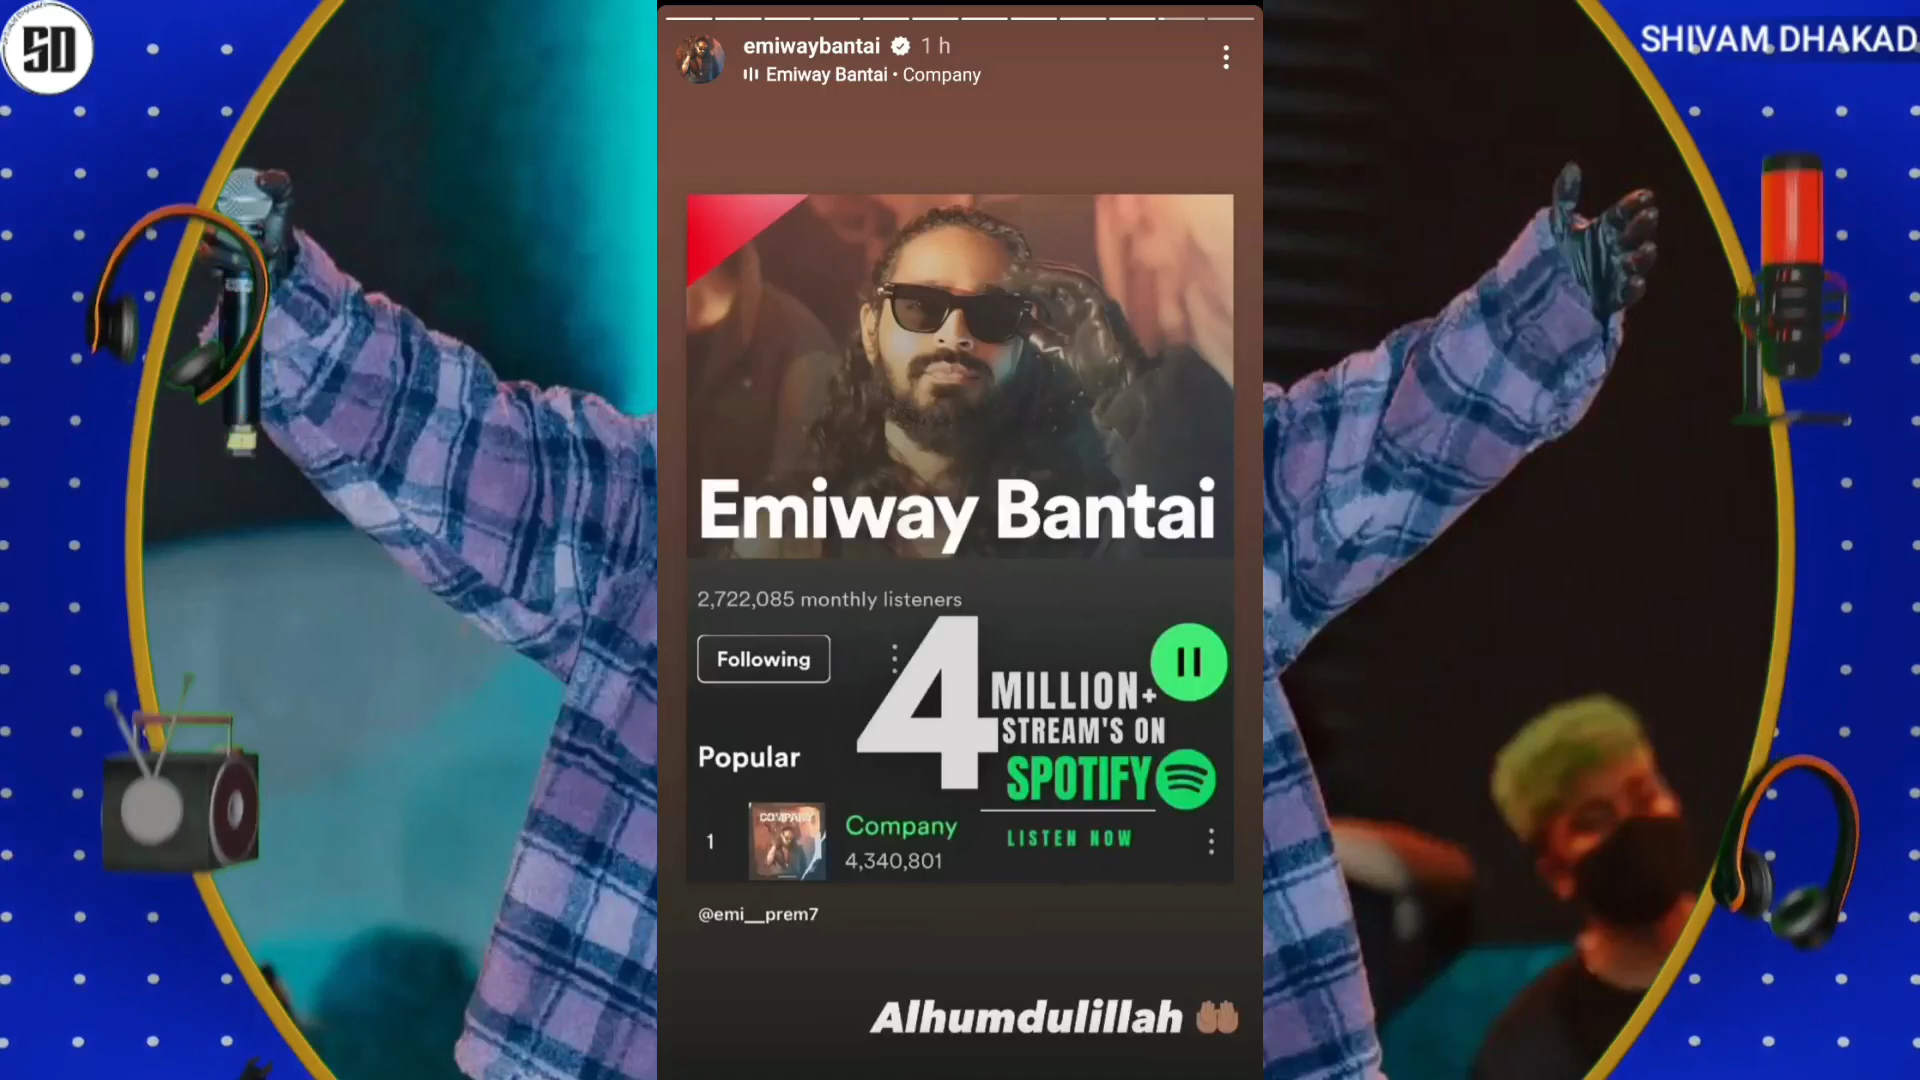 SD
SHIVAM DHAKAD
emiwaybantai 1 h
Emiway Bantai • Company
Emiway Bantai
2,722,085 monthly listeners
Following
4
MILLION+
STREAM'S ON
SPOTIFY
LISTEN NOW
Popular
1
COMPANY
Company
4,340,801
@emi__prem7
Alhumdulillah